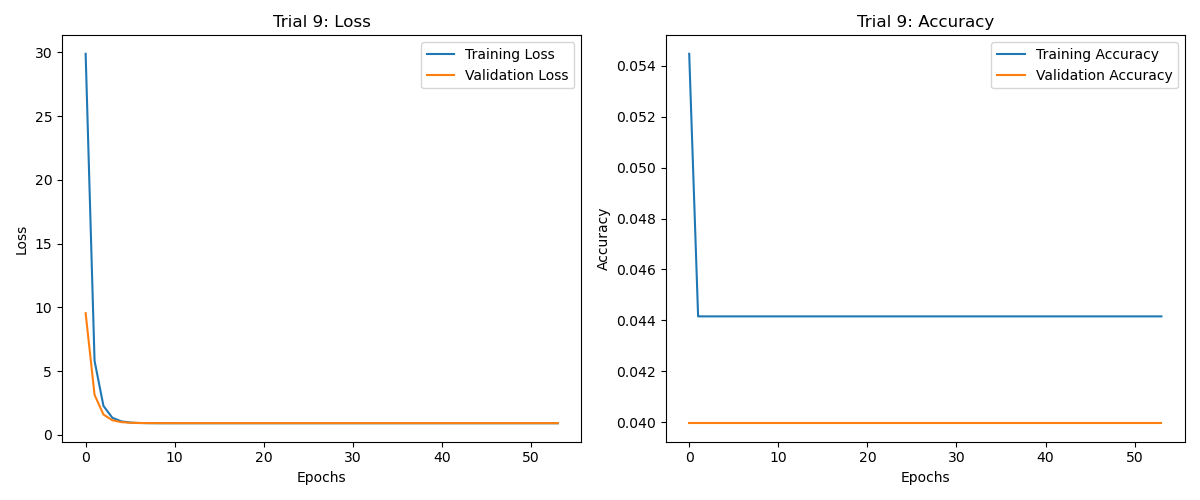 Trial 9: Loss
Training Loss
Validation Loss
30
25
20
15
10
5
0
Loss
0 10 20 30 40 50
Epochs
Trial 9: Accuracy
Training Accuracy
Validation Accuracy
0.054
0.052
0.050
0.048
0.046
0.044
0.042
0.040
Accuracy
0 10 20 30 40 50
Epochs